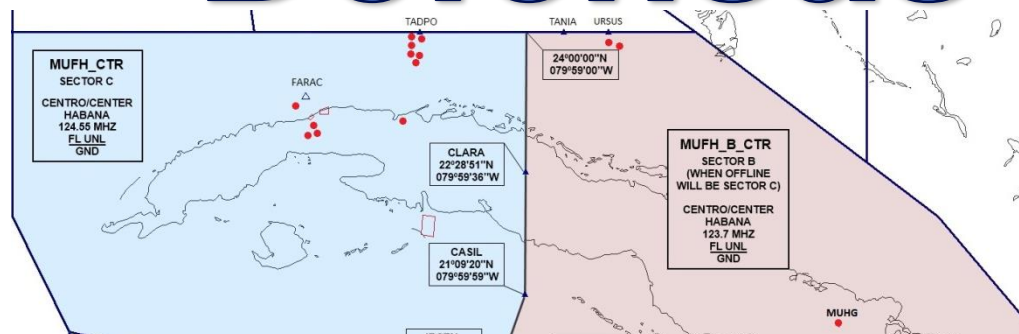 TADPO
TANIA
URSUS
MUFH_CTR
SECTOR C
CENTRO/CENTER
HABANA
124.55 MHZ
FL UNL
GND
FARAC
24°00'00"N
079°59'00"W
CLARA
22°28'51"N
079°59'36"W
MUFH_B_CTR
SECTOR B
(WHEN OFFLINE
WILL BE SECTOR C)
CENTRO/CENTER
HABANA
123.7 MHZ
FL UNL
GND
CASIL
21°09'20"N
079°59'59"W
MUHG